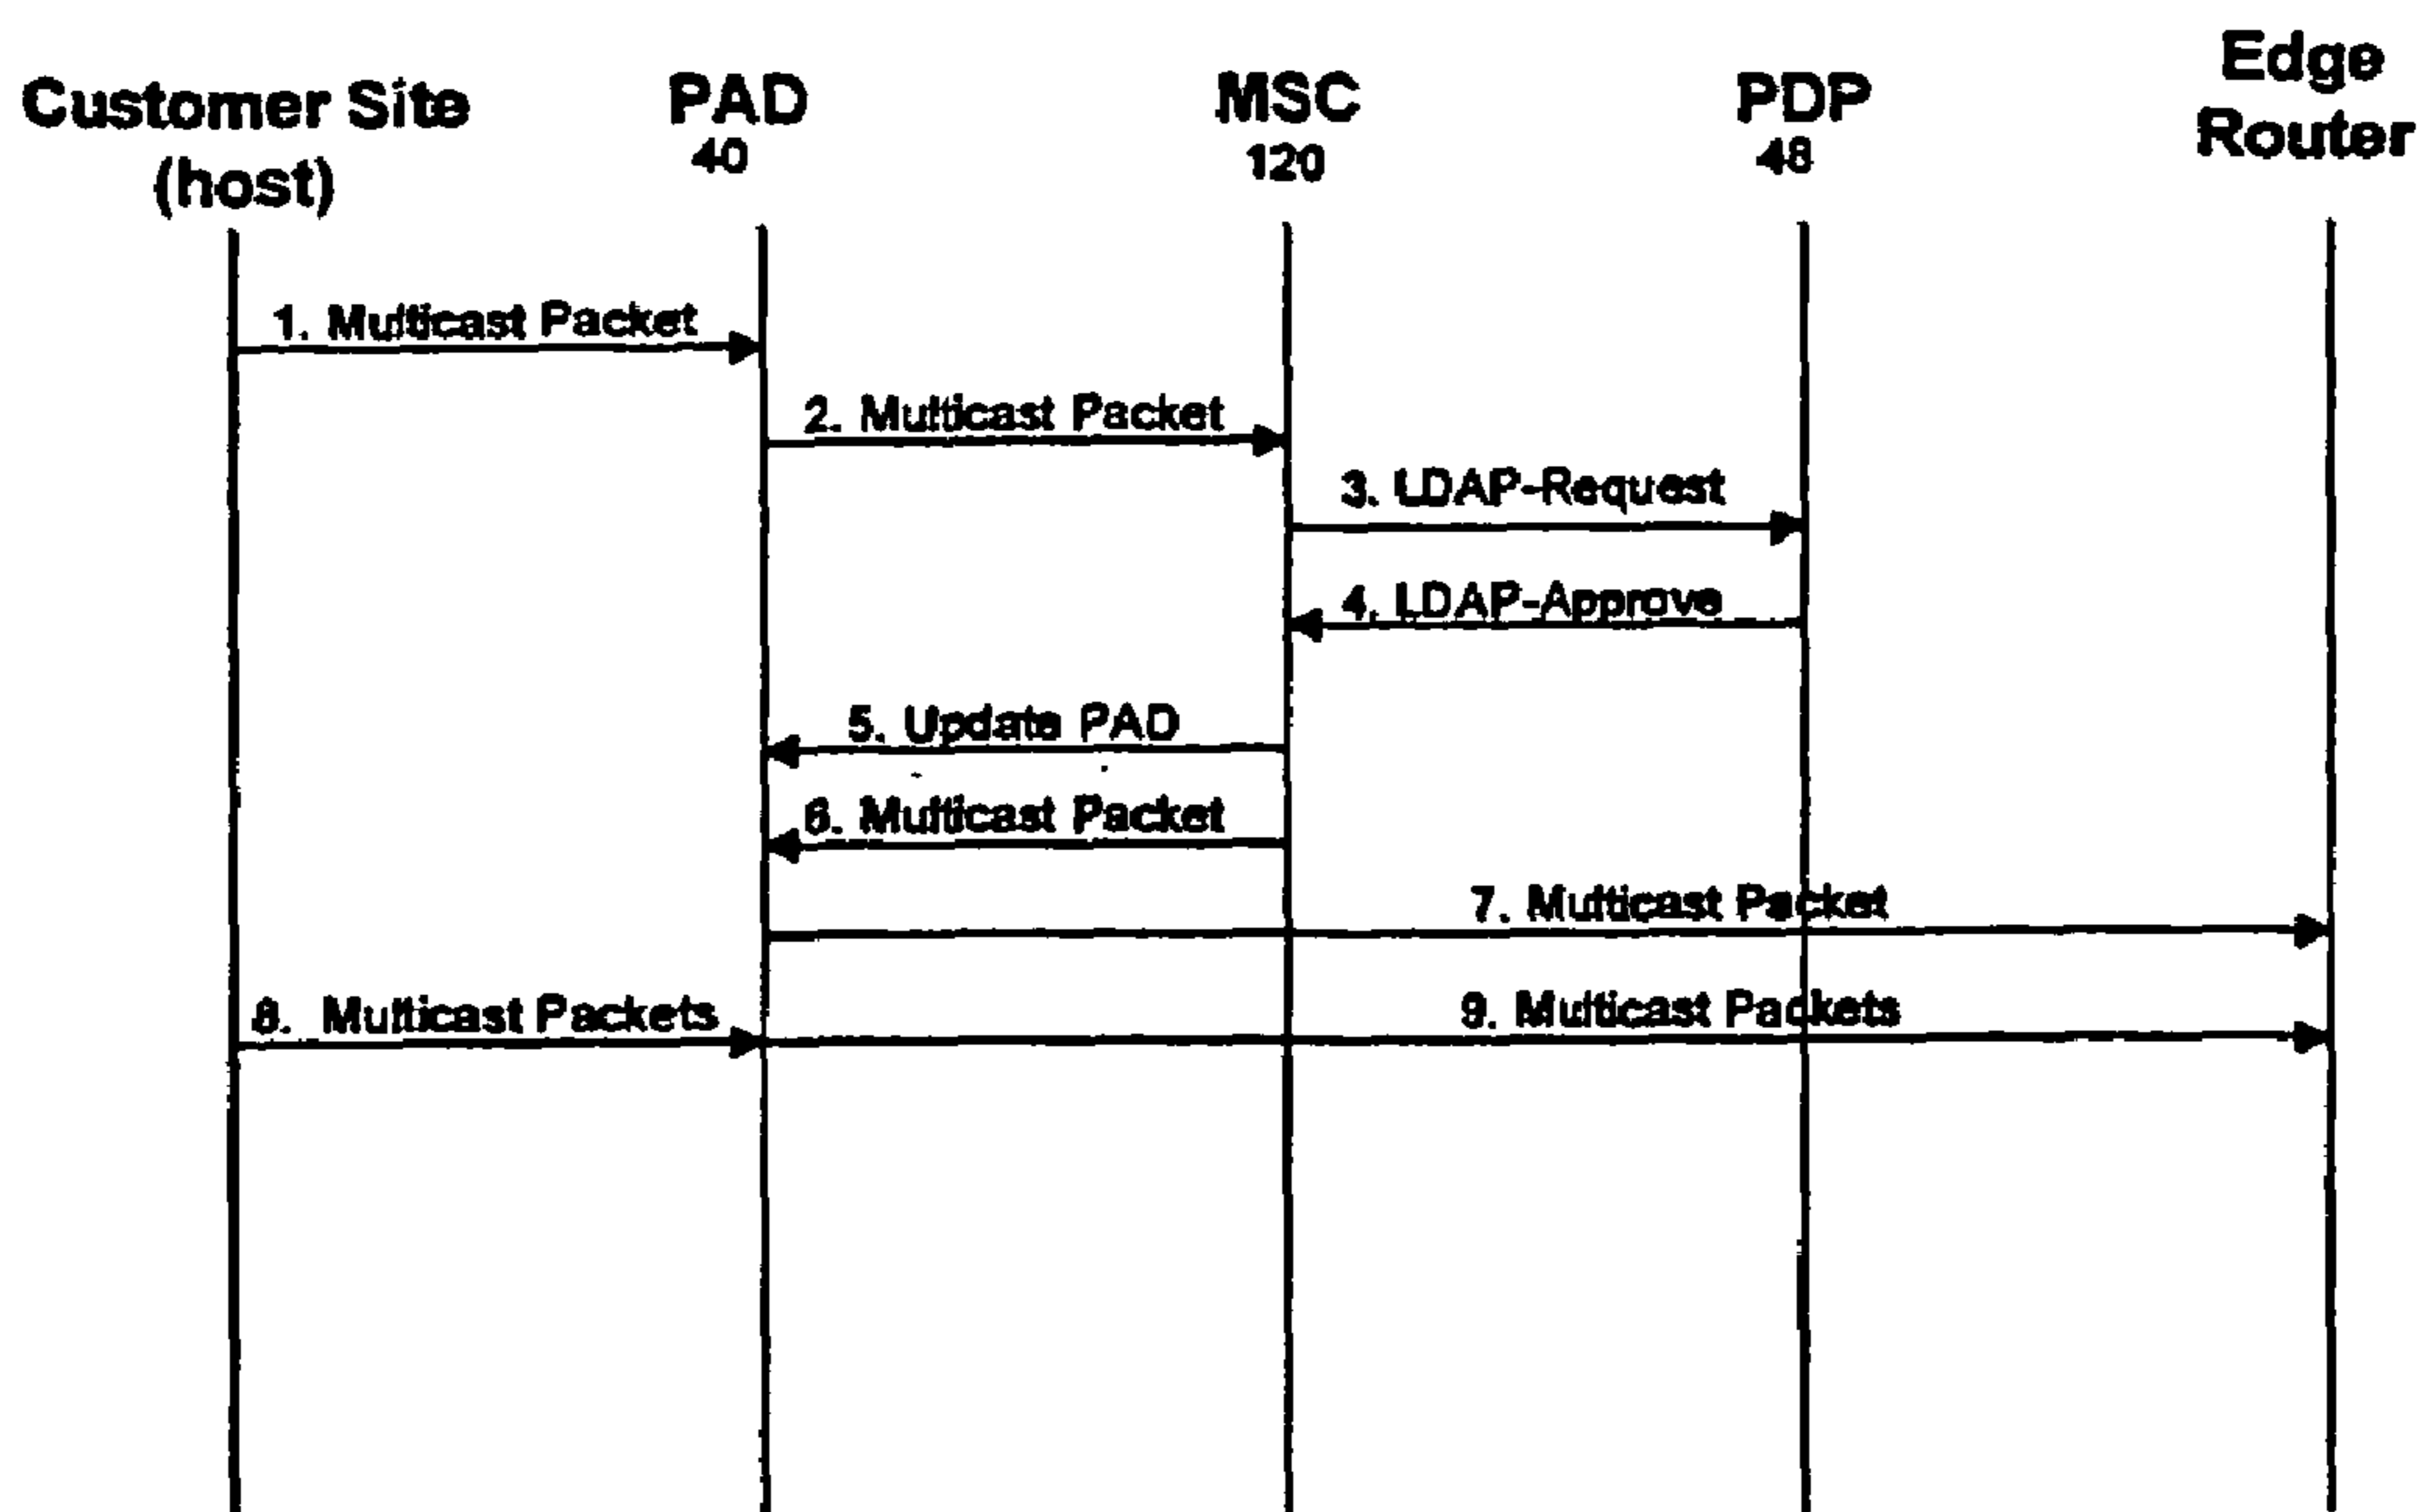 Customer Site
(host)
PAD
40
MSC
120
PDP
48
Edge
Router
1. Multicast Packet
2. Multicast Packet
3. LDAP-Request
4. LDAP-Approve
5. Update PAD
6. Multicast Packet
7. Multicast Packet
8. Multicast Packets
9. Multicast Packets